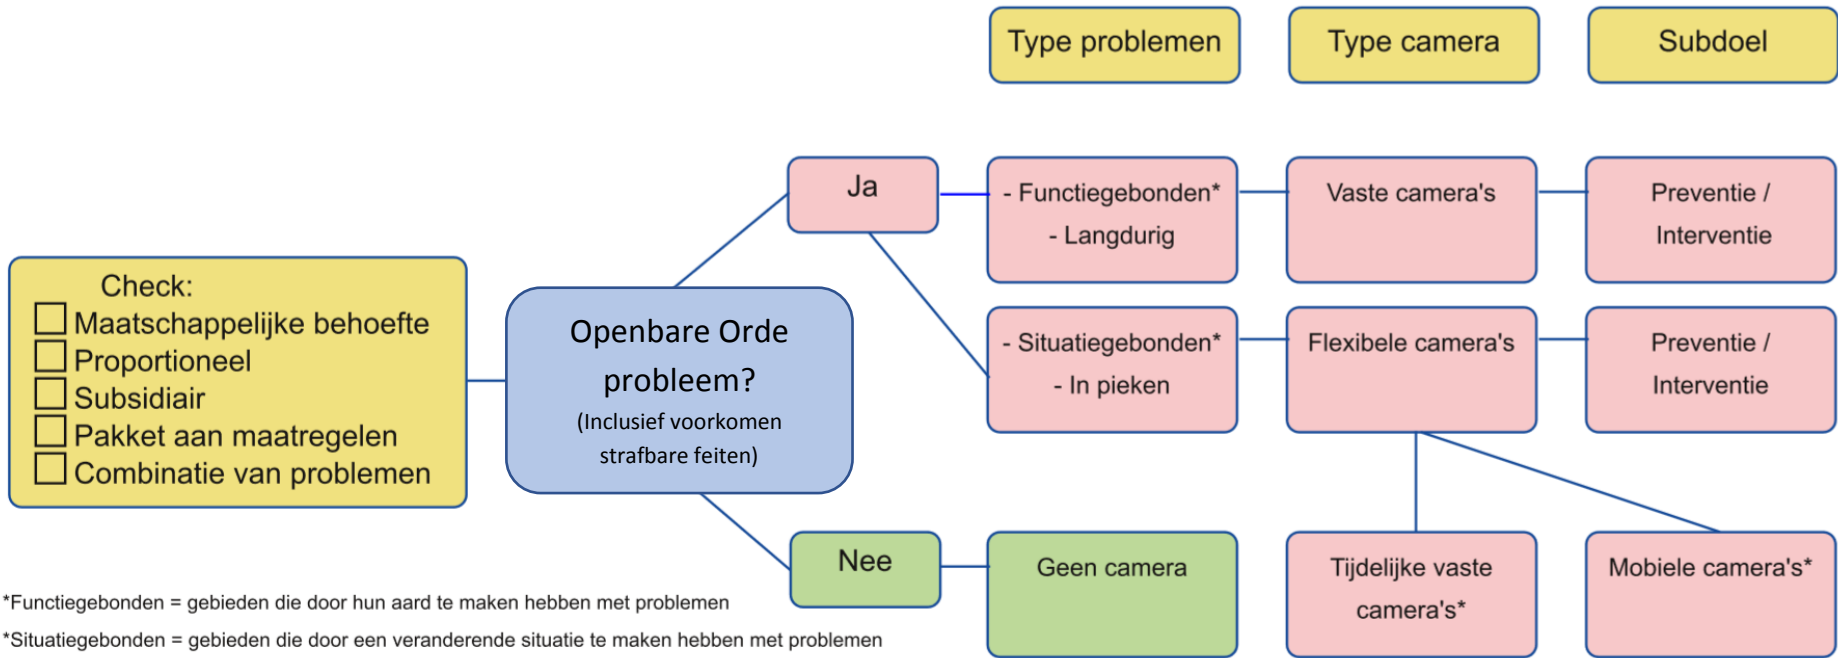 Type problemen
Type camera
Subdoel
Ja
- Functiegebonden*
- Langdurig
Vaste camera's
Preventie /
Interventie
Check:
Maatschappelijke behoefte
Proportioneel
Subsidiair
Pakket aan maatregelen
Combinatie van problemen
Openbare Orde
probleem?
(Inclusief voorkomen
strafbare feiten)
- Situatiegebonden*
- In pieken
Flexibele camera's
Preventie /
Interventie
Nee
Geen camera
Tijdelijke vaste
camera's*
Mobiele camera's*
*Functiegebonden = gebieden die door hun aard te maken hebben met problemen
*Situatiegebonden = gebieden die door een veranderende situatie te maken hebben met problemen